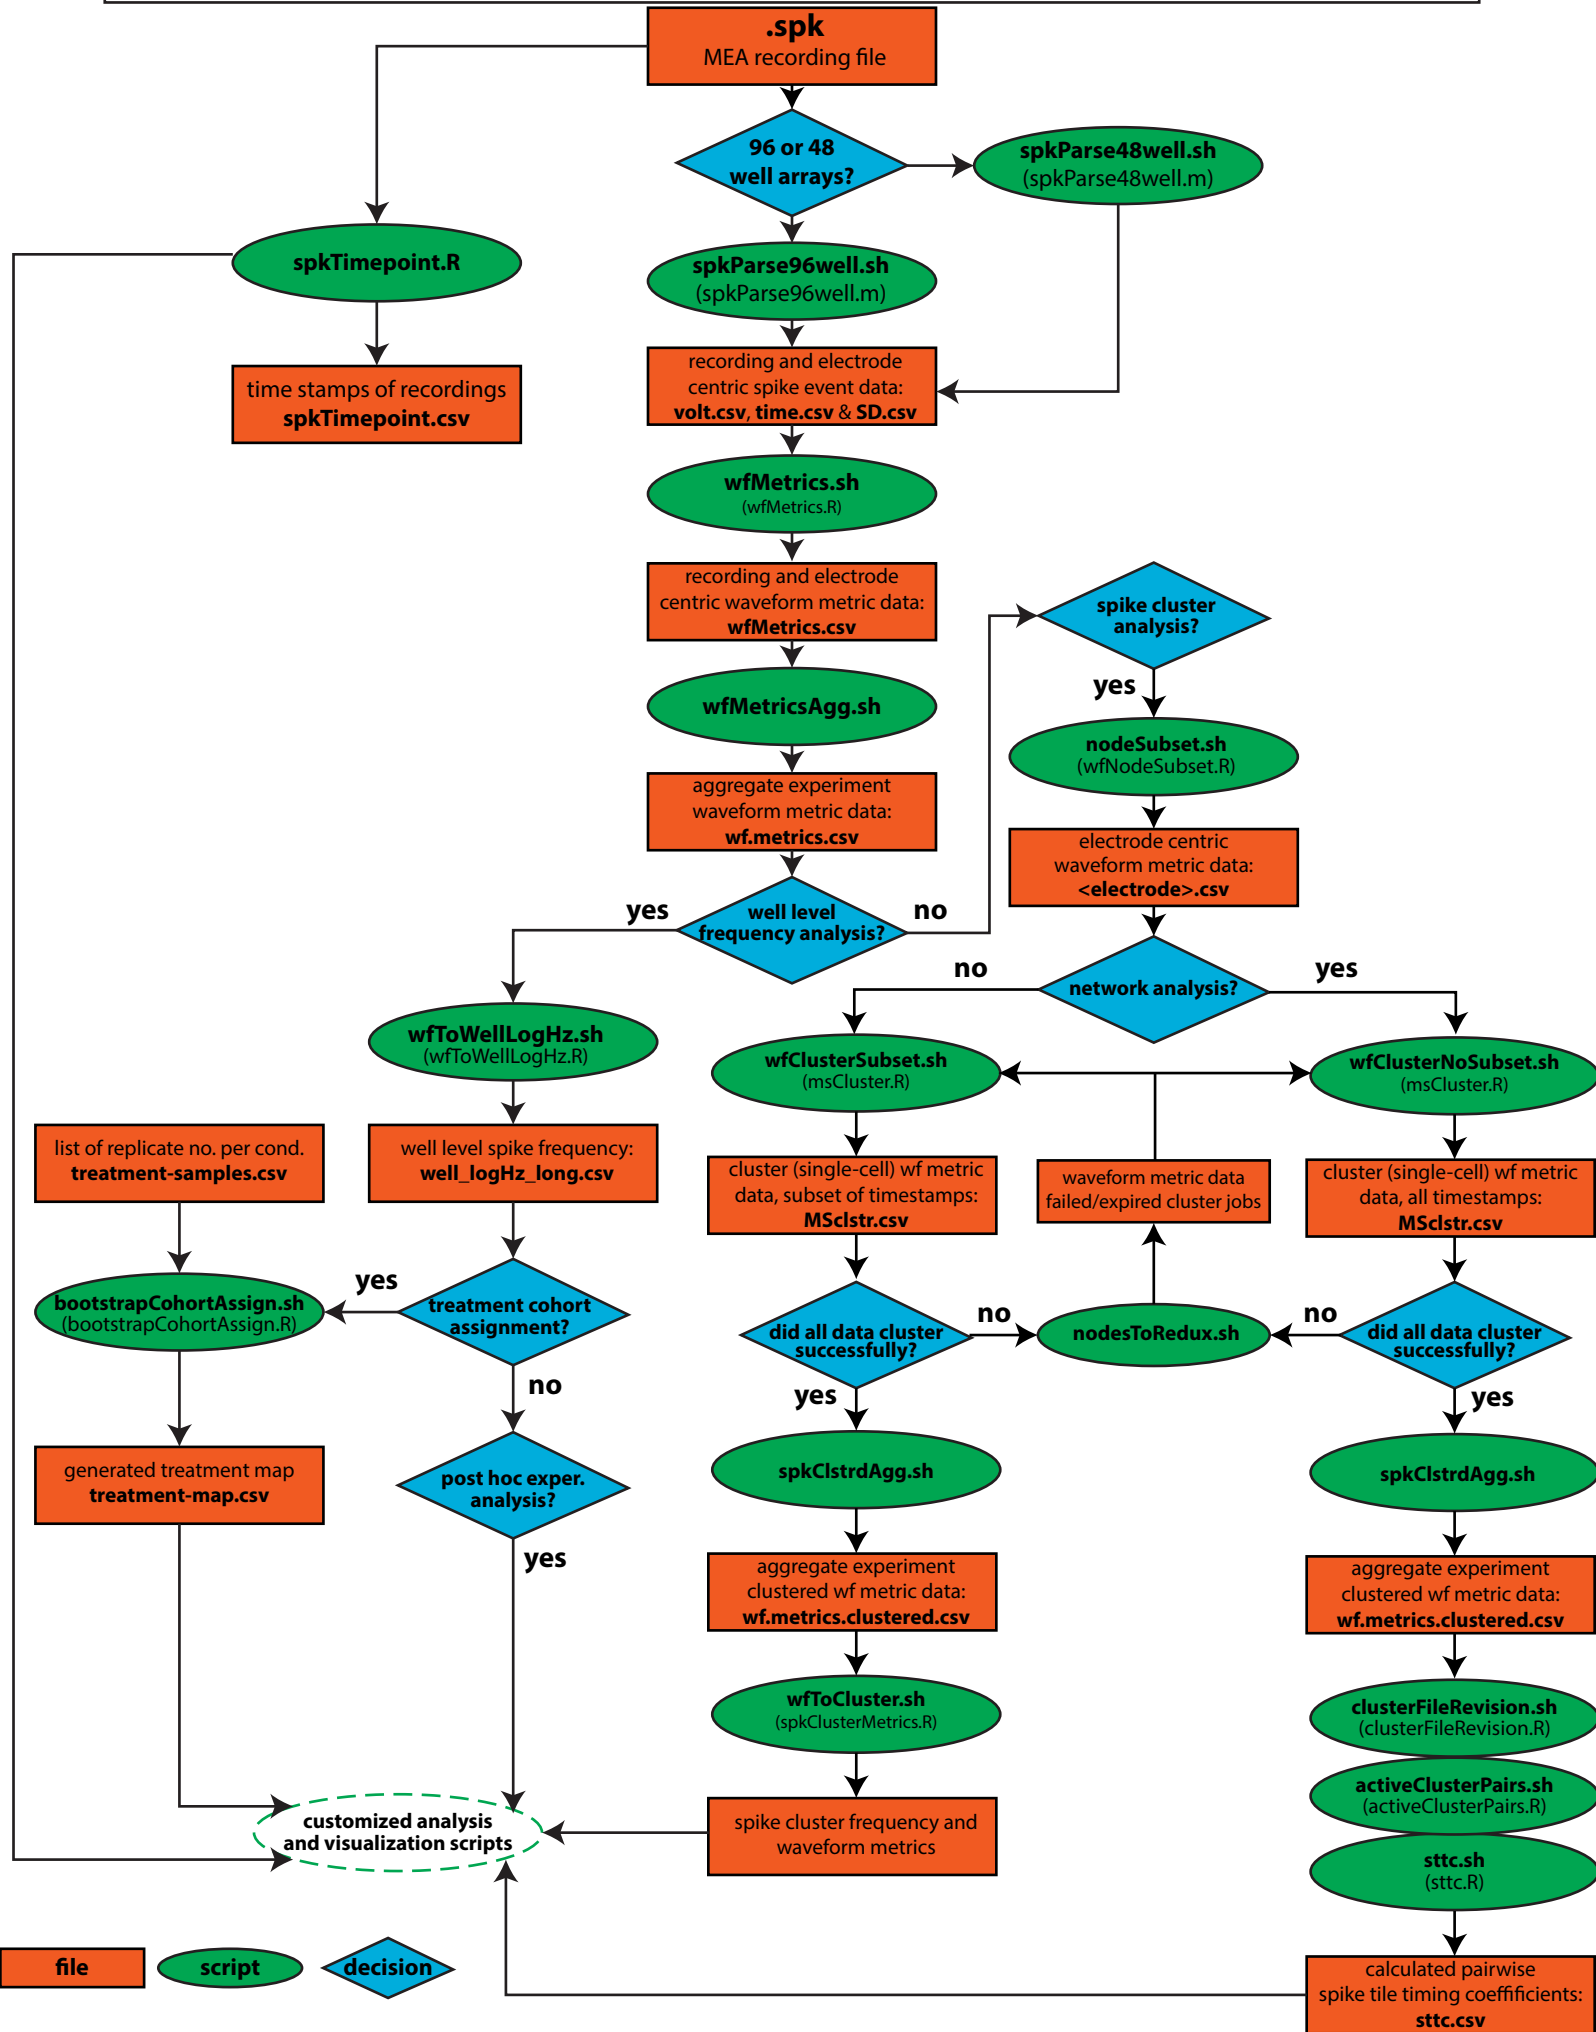 .spk
MEA recording file
96 or 48
well arrays?
spkParse48well.sh
(spkParse48well.m)
spkTimepoint.R
spkParse96well.sh
(spkParse96well.m)
time stamps of recordings
spkTimepoint.csv
recording and electrode
centric spike event data:
volt.csv, time.csv & SD.csv
wfMetrics.sh
(wfMetrics.R)
recording and electrode
centric waveform metric data:
wfMetrics.csv
spike cluster
analysis?
yes
wfMetricsAgg.sh
nodeSubset.sh
(wfNodeSubset.R)
aggregate experiment
waveform metric data:
wf.metrics.csv
electrode centric
waveform metric data:
<electrode>.csv
yes
well level
frequency analysis?
no
no
network analysis?
yes
wfToWellLogHz.sh
(wfToWellLogHz.R)
wfClusterSubset.sh
(msCluster.R)
wfClusterNoSubset.sh
(msCluster.R)
list of replicate no. per cond.
treatment-samples.csv
well level spike frequency:
well_logHz_long.csv
cluster (single-cell) wf metric
data, subset of timestamps:
MSclstr.csv
waveform metric data
failed/expired cluster jobs
cluster (single-cell) wf metric
data, all timestamps:
MSclstr.csv
bootstrapCohortAssign.sh
(bootstrapCohortAssign.R)
yes
treatment cohort
assignment?
no
did all data cluster
successfully?
no
yes
nodesToRedux.sh
no
did all data cluster
successfully?
yes
generated treatment map
treatment-map.csv
post hoc exper.
analysis?
yes
spkClstrdAgg.sh
spkClstrdAgg.sh
aggregate experiment
clustered wf metric data:
wf.metrics.clustered.csv
aggregate experiment
clustered wf metric data:
wf.metrics.clustered.csv
wfToCluster.sh
(spkClusterMetrics.R)
clusterFileRevision.sh
(clusterFileRevision.R)
activeClusterPairs.sh
(activeClusterPairs.R)
customized analysis
and visualization scripts
spike cluster frequency and
waveform metrics
sttc.sh
(sttc.R)
file
script
decision
calculated pairwise
spike tile timing coeffificients:
sttc.csv